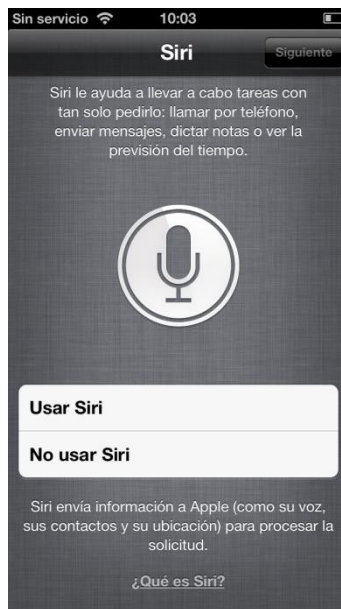 Sin servicio 10:03
Siri
Siguiente
Siri le ayuda a llevar a cabo tareas con
tan solo pedirlo: llamar por teléfono,
enviar mensajes, dictar notas o ver la
previsión del tiempo.
Usar Siri
No usar Siri
Siri envía información a Apple (como su voz,
sus contactos y su ubicación) para procesar la
solicitud.
¿Qué es Siri?